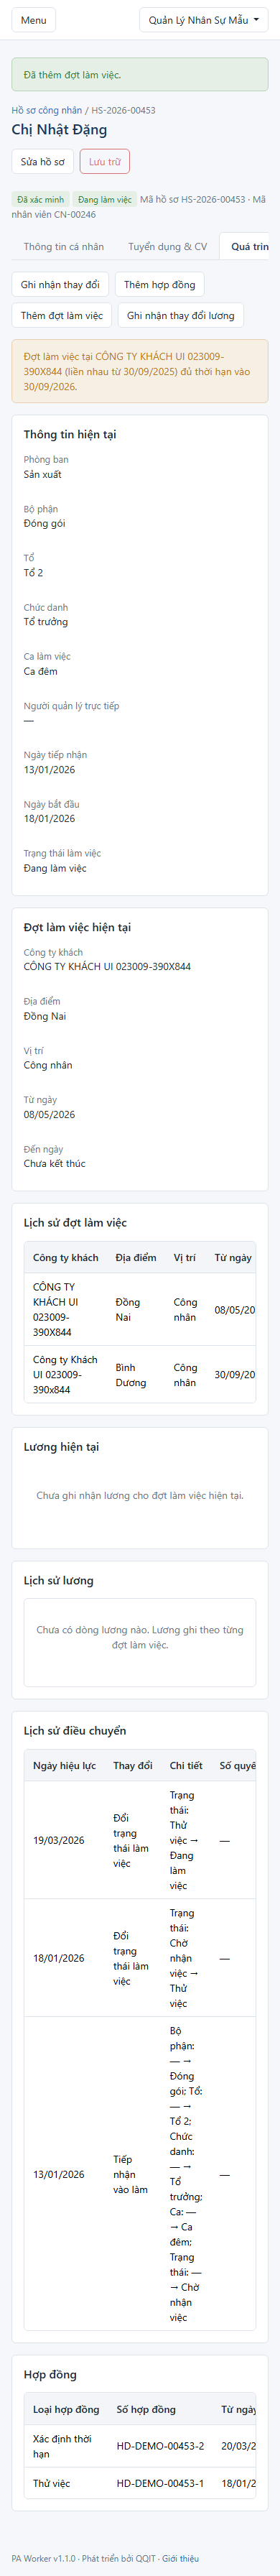 Menu
Quản Lý Nhân Sự Mẫu
Đã thêm đợt làm việc.
Hồ sơ công nhân / HS-2026-00453
Chị Nhật Đặng
Sửa hồ sơ
Lưu trữ
Đã xác minh
Đang làm việc
Mã hồ sơ HS-2026-00453 · Mã
nhân viên CN-00246
Thông tin cá nhân
Tuyển dụng & CV
Quá trìn
Ghi nhận thay đổi
Thêm hợp đồng
Thêm đợt làm việc
Ghi nhận thay đổi lương
Đợt làm việc tại CÔNG TY KHÁCH UI 023009-
390X844 (liền nhau từ 30/09/2025) đủ thời hạn vào
30/09/2026.
Thông tin hiện tại
Phòng ban
Sản xuất
Bộ phận
Đóng gói
Tổ
Tổ 2
Chức danh
Tổ trưởng
Ca làm việc
Ca đêm
Người quản lý trực tiếp
—
Ngày tiếp nhận
13/01/2026
Ngày bắt đầu
18/01/2026
Trạng thái làm việc
Đang làm việc
Đợt làm việc hiện tại
Công ty khách
CÔNG TY KHÁCH UI 023009-390X844
Địa điểm
Đồng Nai
Vị trí
Công nhân
Từ ngày
08/05/2026
Đến ngày
Chưa kết thúc
Lịch sử đợt làm việc
Công ty khách
Địa điểm
Vị trí
Từ ngày
CÔNG TY
KHÁCH UI
023009-
390X844
Đồng
Nai
Công
nhân
08/05/20
Công ty Khách
UI 023009-
390x844
Bình
Dương
Công
nhân
30/09/20
Lương hiện tại
Chưa ghi nhận lương cho đợt làm việc hiện tại.
Lịch sử lương
Chưa có dòng lương nào. Lương ghi theo từng
đợt làm việc.
Lịch sử điều chuyển
Ngày hiệu lực
Thay đổi
Chi tiết
Số quyế
19/03/2026
Đổi
trạng
thái làm
việc
Trạng
thái:
Thử
việc →
Đang
làm
việc
—
18/01/2026
Đổi
trạng
thái làm
việc
Trạng
thái:
Chờ
nhận
việc →
Thử
việc
—
13/01/2026
Tiếp
nhận
vào làm
Bộ
phận:
— →
Đóng
gói; Tổ:
— →
Tổ 2;
Chức
danh:
— →
Tổ
trưởng;
Ca: —
→ Ca
đêm;
Trạng
thái: —
→ Chờ
nhận
việc
—
Hợp đồng
Loại hợp đồng
Số hợp đồng
Từ ngày
Xác định thời
hạn
HD-DEMO-00453-2
20/03/2
Thử việc
HD-DEMO-00453-1
18/01/2
PA Worker v1.1.0 · Phát triển bởi QQIT · Giới thiệu